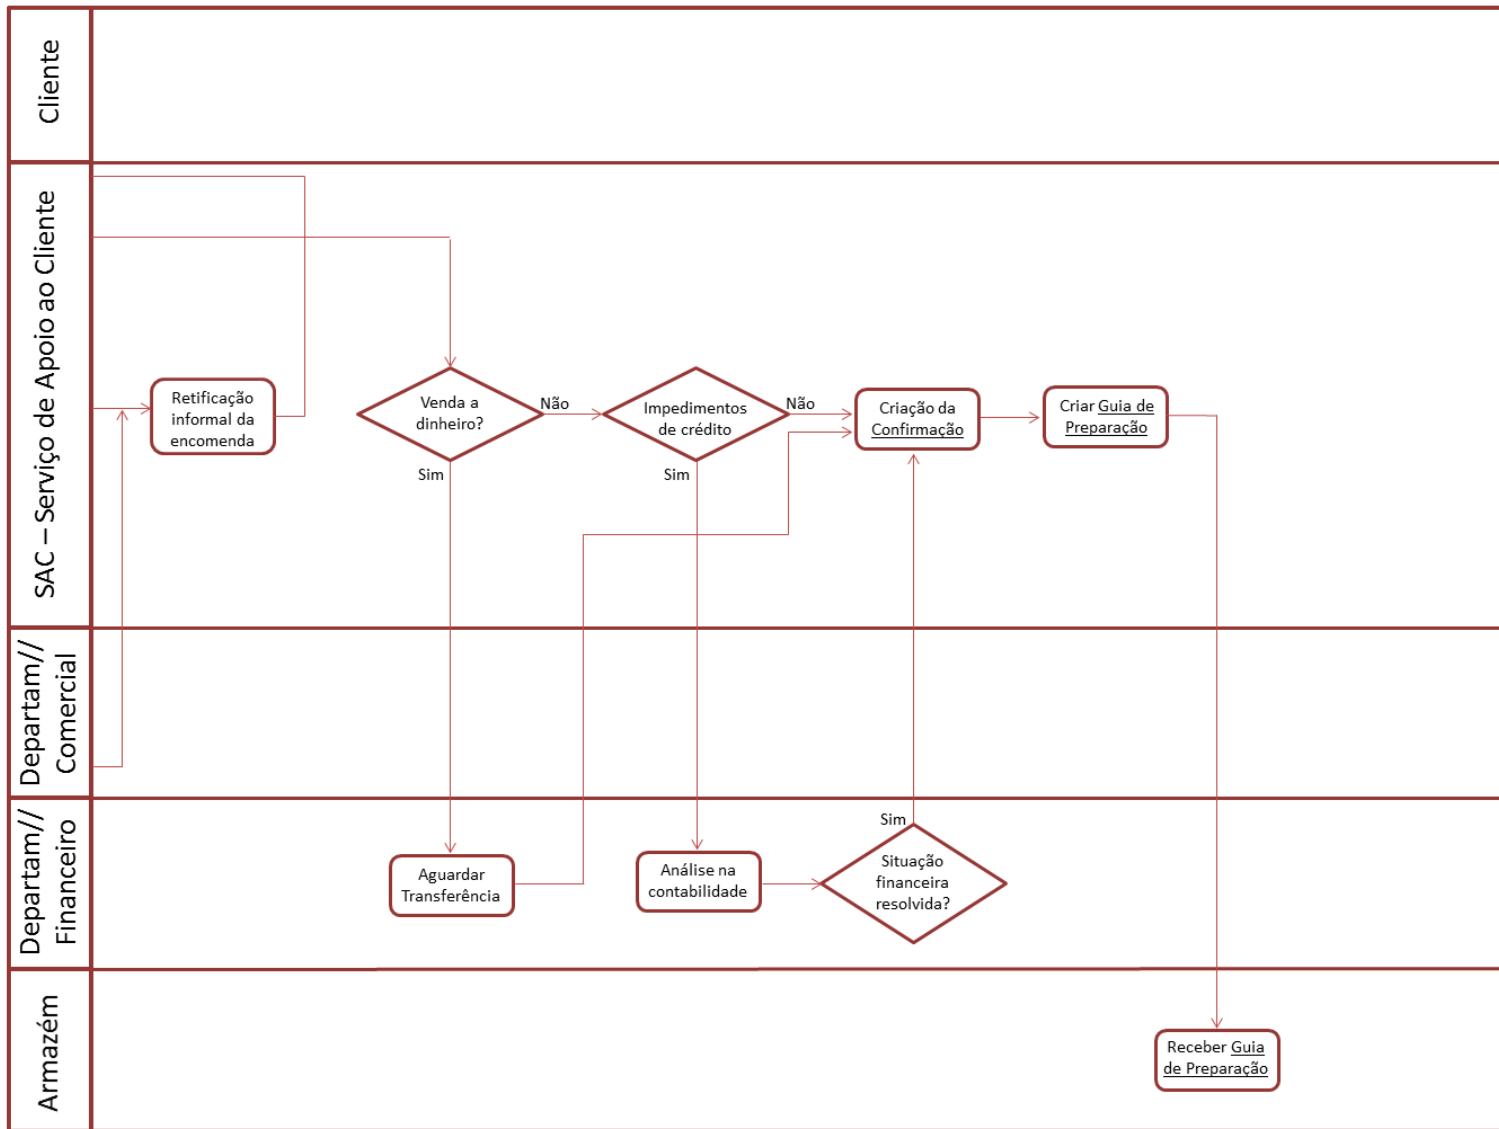 Cliente
SAC – Serviço de Apoio ao Cliente
Retificação
informal da
encomenda
Venda a
dinheiro?
Não
Sim
Impedimentos
de crédito
Não
Sim
Criação da
Confirmação
Criar Guia de
Preparação
Departam//
Comercial
Departam//
Financeiro
Aguardar
Transferência
Análise na
contabilidade
Sim
Situação
financeira
resolvida?
Armazém
Receber Guia
de Preparação